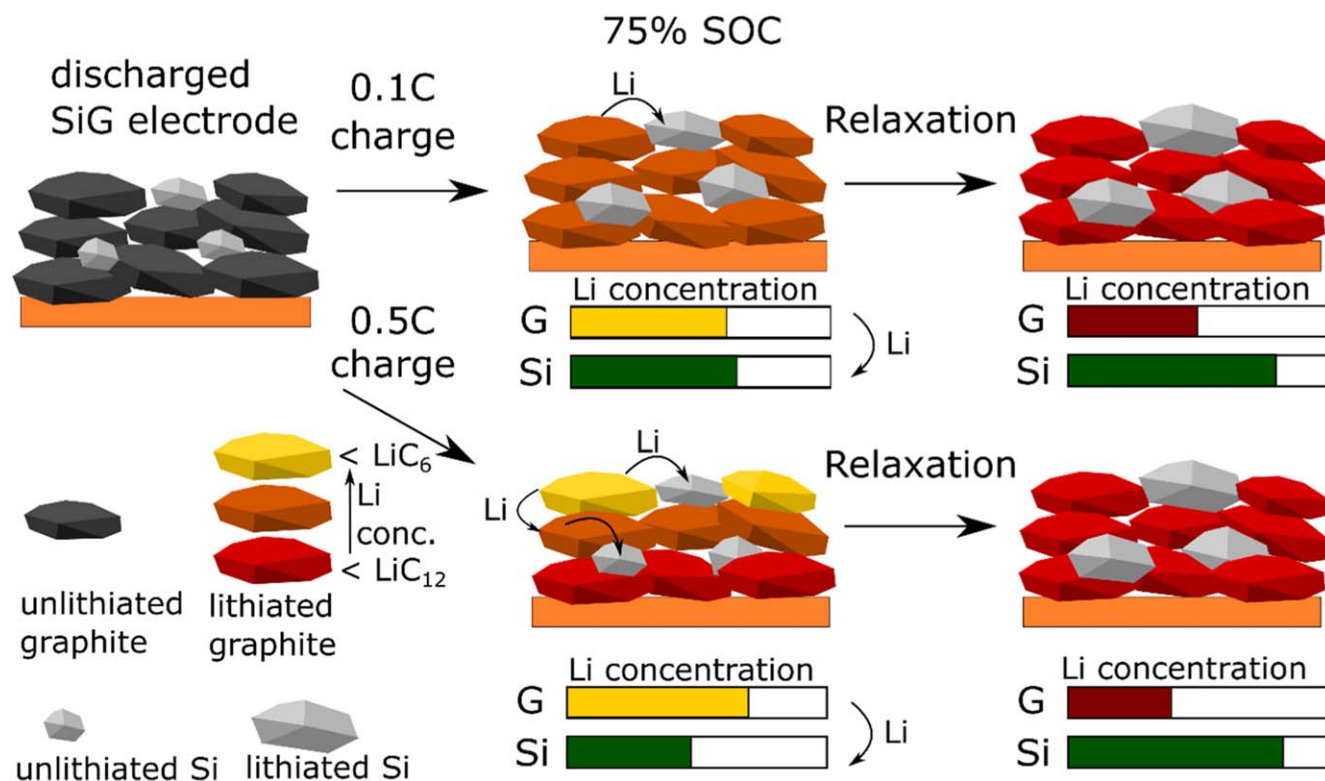 75% SOC
discharged
SiG electrode
0.1C
charge
Li
Relaxation
Li concentration
G
Si
Li
Li concentration
G
Si
0.5C
charge
< LiC6
Li
conc.
< LiC12
unlithiated
graphite
lithiated
graphite
unlithiated Si
lithiated Si
Li
Li
Relaxation
Li concentration
G
Si
Li
Li concentration
G
Si